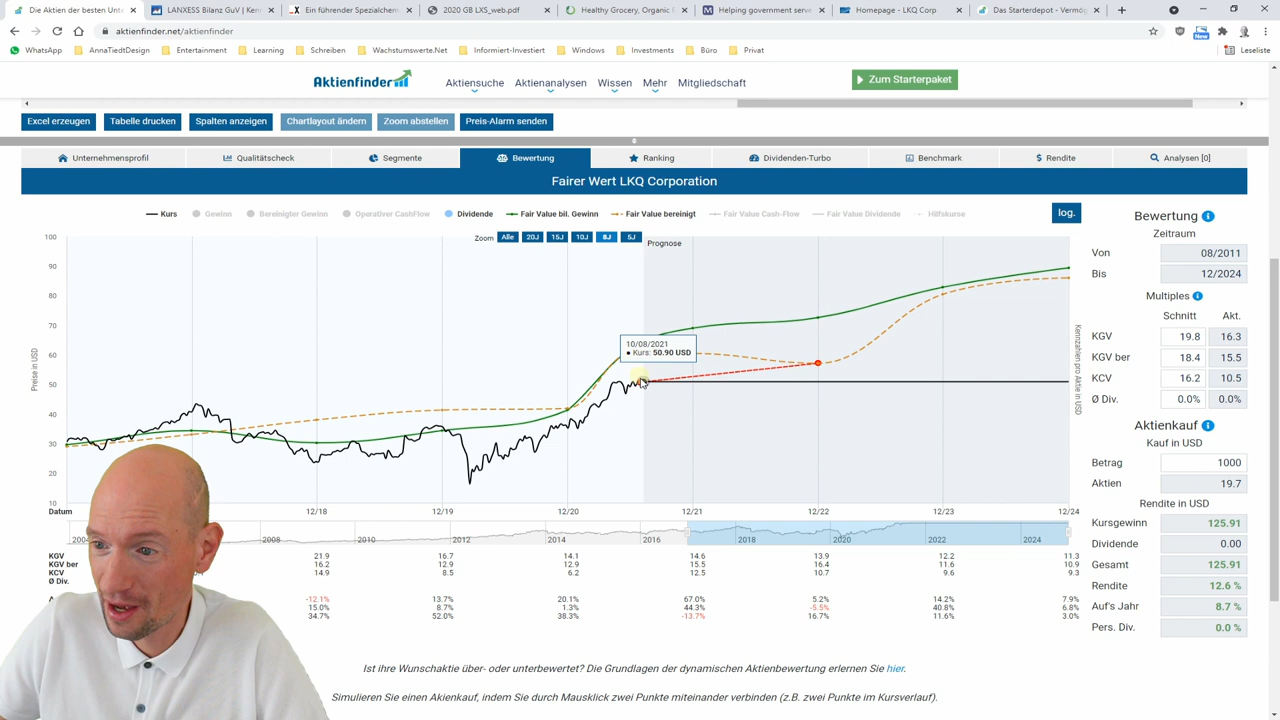 Die Aktien der besten Unte
LANXESS Bilanz GuV | Ken
Ein führender Spezialchem
2020 GB LXS_web.pdf
Healthy Grocery, Organic F
Helping government serve
Homepage - LKQ Corp
Das Starterdepot - Vermög
aktienfinder.net/aktienfinder
New
WhatsApp
AnnaTiedtDesign
Entertainment
Learning
Schreiben
Wachstumswerte.Net
Informiert-Investiert
Windows
Investments
Büro
Privat
Leseliste
Aktienfinder
Aktiensuche
Aktienanalysen
Wissen
Mehr
Mitgliedschaft
Zum Starterpaket
Excel erzeugen
Tabelle drucken
Spalten anzeigen
Chartlayout ändern
Zoom abstellen
Preis-Alarm senden
Unternehmensprofil
Qualitätscheck
Segmente
Bewertung
Ranking
Dividenden-Turbo
Benchmark
Rendite
Analysen [0]
Fairer Wert LKQ Corporation
Kurs
Gewinn
Bereinigter Gewinn
Operativer CashFlow
Dividende
Fair Value bil. Gewinn
Fair Value bereinigt
Fair Value Cash-Flow
Fair Value Dividende
Hilfskurse
log.
Zoom
Alle
20J
15J
10J
8J
5J
Prognose
100
90
80
70
60
50
40
30
20
10
Preise in USD
Kennzahlen pro Aktie in USD
10/08/2021
Kurs: 50.90 USD
Datum
12/18
12/19
12/20
12/21
12/22
12/23
12/24
2008
2010
2012
2014
2016
2018
2020
2022
2024
KGV 21.9 16.7 14.1 14.6 13.9 12.2 11.3
KGV ber 16.2 12.9 12.9 15.5 16.4 11.6 10.9
KCV 14.9 8.5 6.2 12.5 10.7 9.6 9.3
Ø Div.
-12.1% 13.7% 20.1% 67.0% 5.2% 14.2% 7.9%
15.0% 8.7% 1.3% 44.3% -5.5% 40.8% 6.8%
34.7% 52.0% 38.3% -13.7% 16.7% 11.6% 3.0%
Bewertung
Zeitraum
Von 08/2011
Bis 12/2024
Multiples
Schnitt Akt.
KGV 19.8 16.3
KGV ber 18.4 15.5
KCV 16.2 10.5
Ø Div. 0.0% 0.0%
Aktienkauf
Kauf in USD
Betrag 1000
Aktien 19.7
Rendite in USD
Kursgewinn 125.91
Dividende 0.00
Gesamt 125.91
Rendite 12.6 %
Auf's Jahr 8.7 %
Pers. Div. 0.0 %
Ist ihre Wunschaktie über- oder unterbewertet? Die Grundlagen der dynamischen Aktienbewertung erlernen Sie hier.
Simulieren Sie einen Akienkauf, indem Sie durch Mausklick zwei Punkte miteinander verbinden (z.B. zwei Punkte im Kursverlauf).